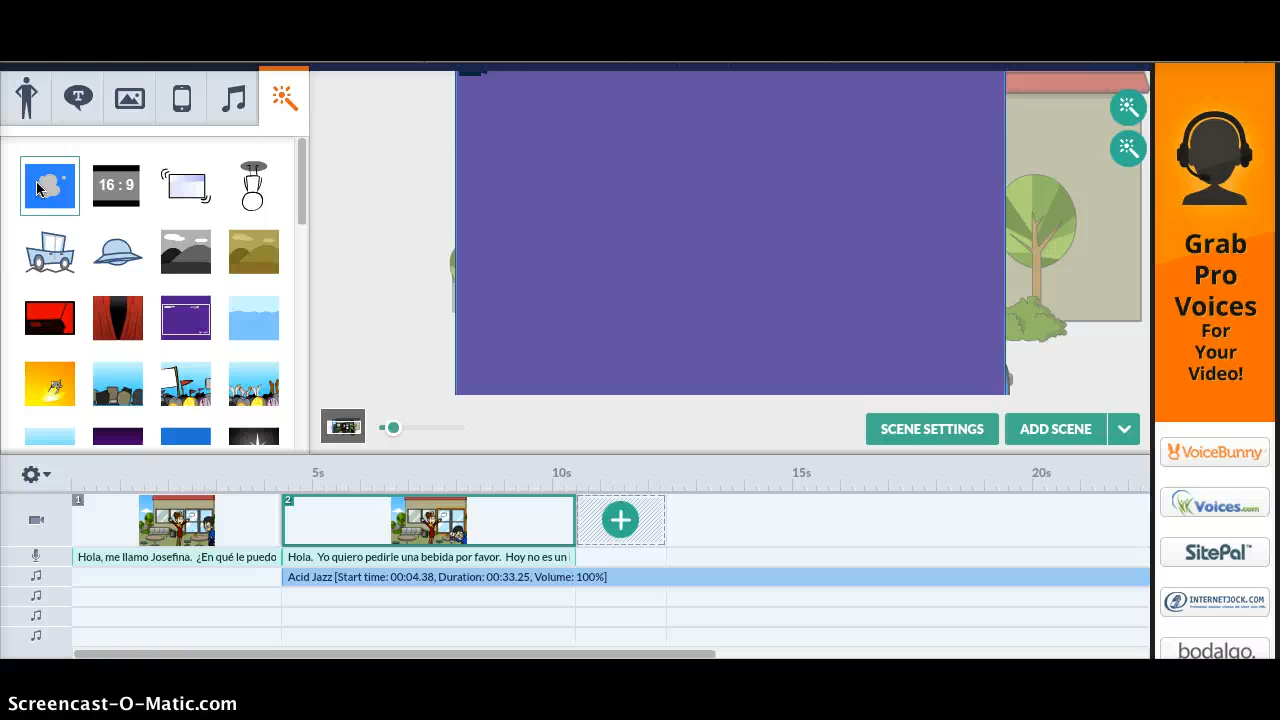 T
16 : 9
Grab
Pro
Voices
For
Your
Video!
SCENE SETTINGS
ADD SCENE
VoiceBunny
Voices.com
SitePal
INTERNETJOCK.COM
bodalgo.
5s
10s
15s
20s
1
2
Hola, me llamo Josefina. ¿En qué le puedo
Hola. Yo quiero pedirle una bebida por favor. Hoy no es un
Acid Jazz [Start time: 00:04.38, Duration: 00:33.25, Volume: 100%]
Screencast-O-Matic.com